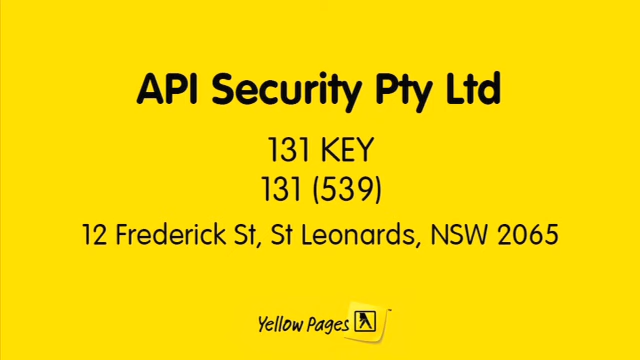 API Security Pty Ltd
131 KEY
131 (539)
12 Frederick St, St Leonards, NSW 2065
Yellow Pages